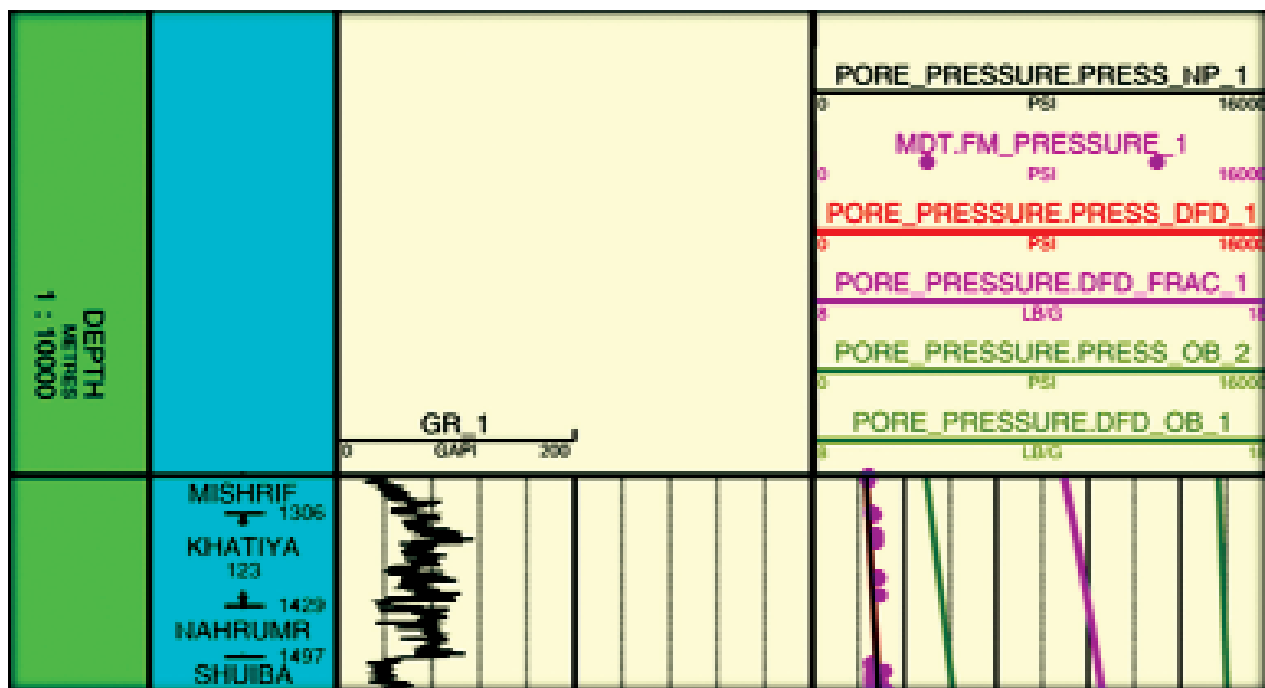 PORE_PRESSURE.PRESS_NP_1
0 PSI 16000
MDT.FM_PRESSURE_1
0 PSI 16000
PORE_PRESSURE.PRESS_DFD_1
0 PSI 16000
PORE_PRESSURE.DFD_FRAC_1
8 LB/G 18
PORE_PRESSURE.PRESS_OB_2
0 PSI 16000
PORE_PRESSURE.DFD_OB_1
8 LB/G 18
DEPTH
METRES
1 : 10000
GR_1
0 GAPI 200
MISHRIF
1306
KHATIYA
123
1429
NAHRUMR
1497
SHUIBA